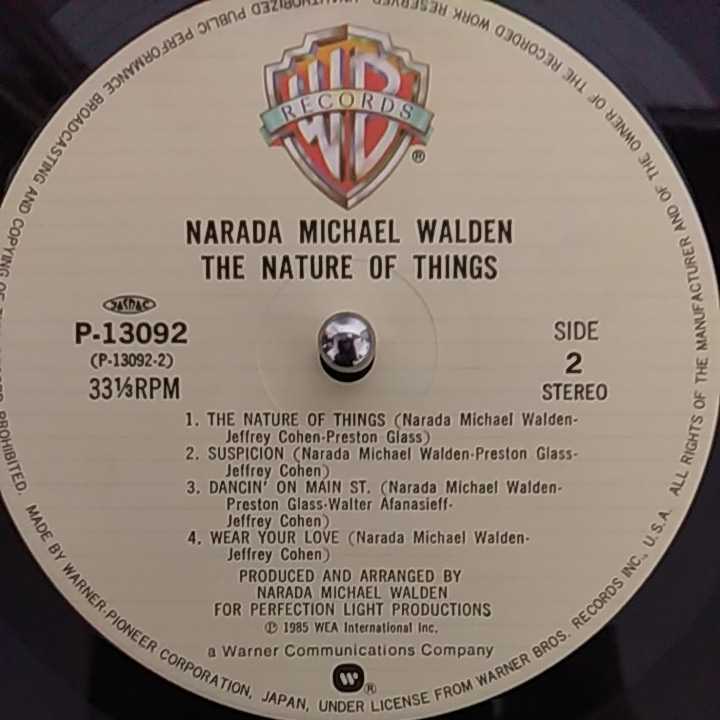 WB
RECORDS
®
NARADA MICHAEL WALDEN
THE NATURE OF THINGS
JASRAC
P-13092
(P-13092-2)
33⅓RPM
SIDE
2
STEREO
1. THE NATURE OF THINGS (Narada Michael Walden-
Jeffrey Cohen-Preston Glass)
2. SUSPICION (Narada Michael Walden-Preston Glass-
Jeffrey Cohen)
3. DANCIN' ON MAIN ST. (Narada Michael Walden-
Preston Glass-Walter Afanasieff-
Jeffrey Cohen)
4. WEAR YOUR LOVE (Narada Michael Walden-
Jeffrey Cohen)
PRODUCED AND ARRANGED BY
NARADA MICHAEL WALDEN
FOR PERFECTION LIGHT PRODUCTIONS
℗ 1985 WEA International Inc.
a Warner Communications Company
W®
MADE BY WARNER-PIONEER CORPORATION, JAPAN, UNDER LICENSE FROM WARNER BROS. RECORDS INC., U.S.A. ALL RIGHTS OF THE MANUFACTURER AND OF THE OWNER OF THE RECORDED WORK RESERVED. PUBLIC PERFORMANCE BROADCASTING AND COPYING OF PROHIBITED.